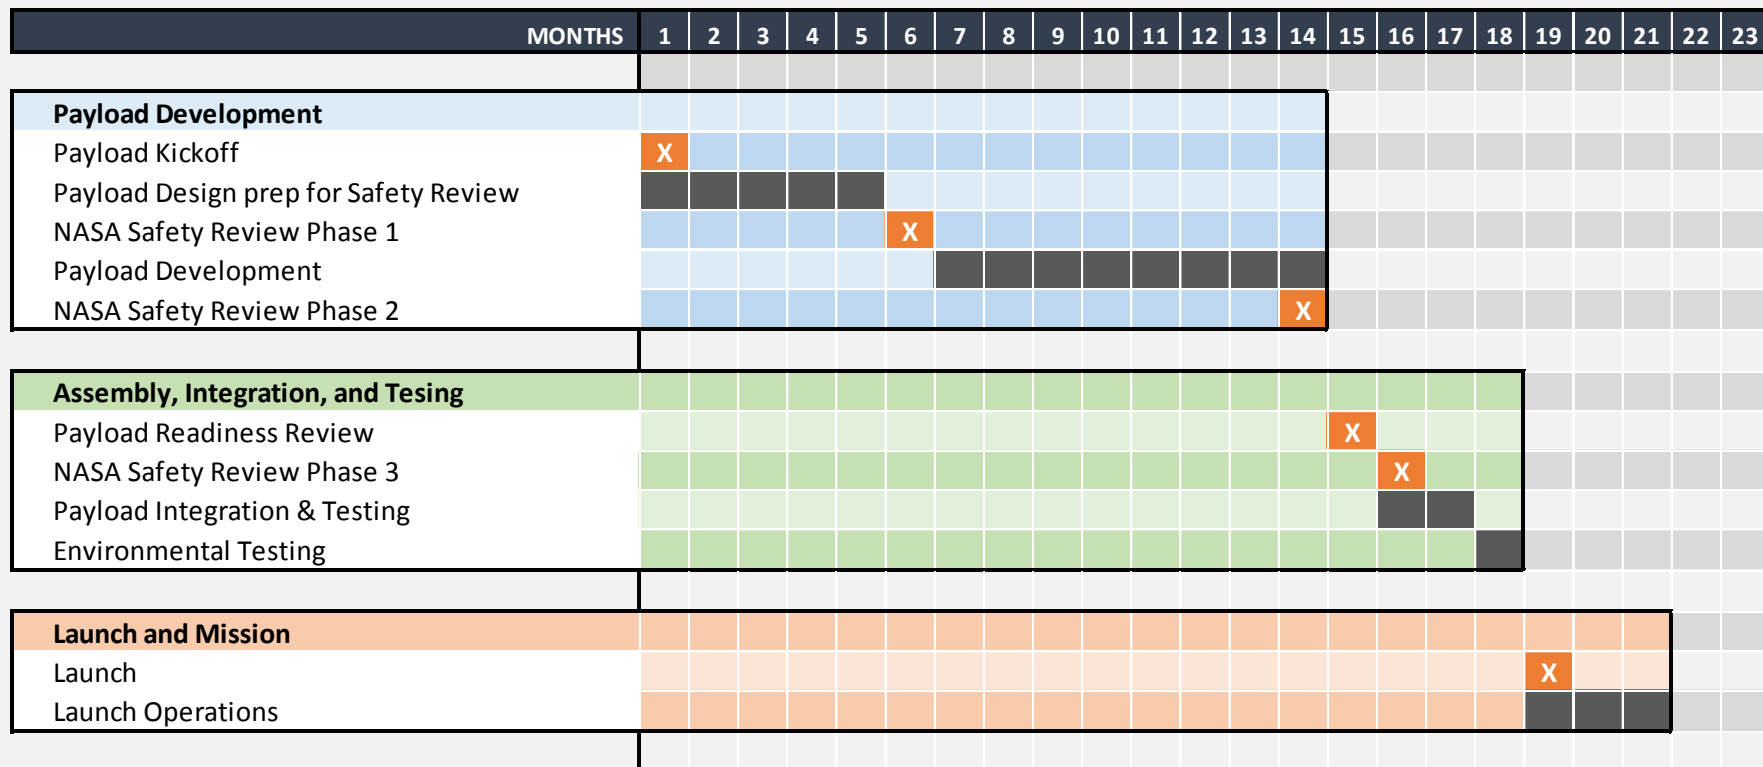 MONTHS 1 2 3 4 5 6 7 8 9 10 11 12 13 14 15 16 17 18 19 20 21 22 23
Payload Development
Payload Kickoff X
Payload Design prep for Safety Review
NASA Safety Review Phase 1 X
Payload Development
NASA Safety Review Phase 2 X
Assembly, Integration, and Tesing
Payload Readiness Review X
NASA Safety Review Phase 3 X
Payload Integration & Testing
Environmental Testing
Launch and Mission
Launch X
Launch Operations